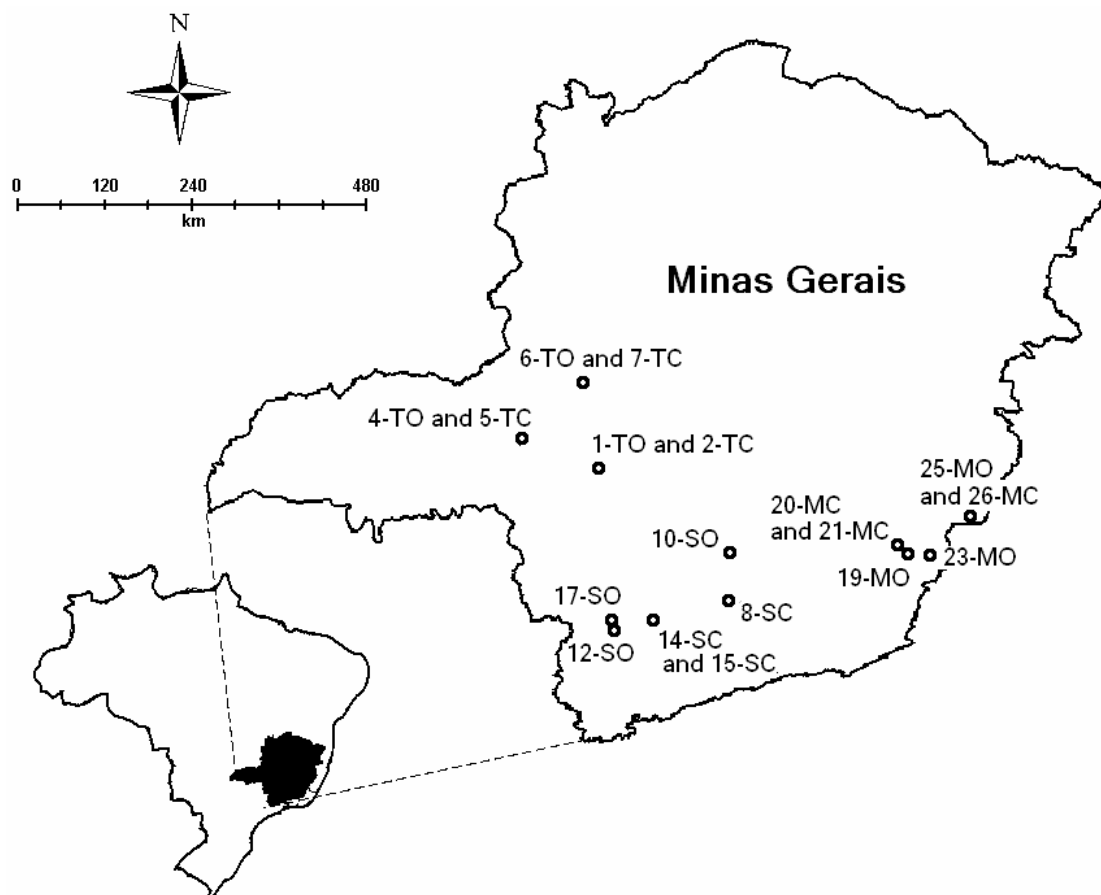 N
0 120 240 480
km
Minas Gerais
6-TO and 7-TC
4-TO and 5-TC
1-TO and 2-TC
25-MO
and 26-MC
20-MC
and 21-MC
10-SO
19-MO
23-MO
17-SO
8-SC
12-SO
14-SC
and 15-SC